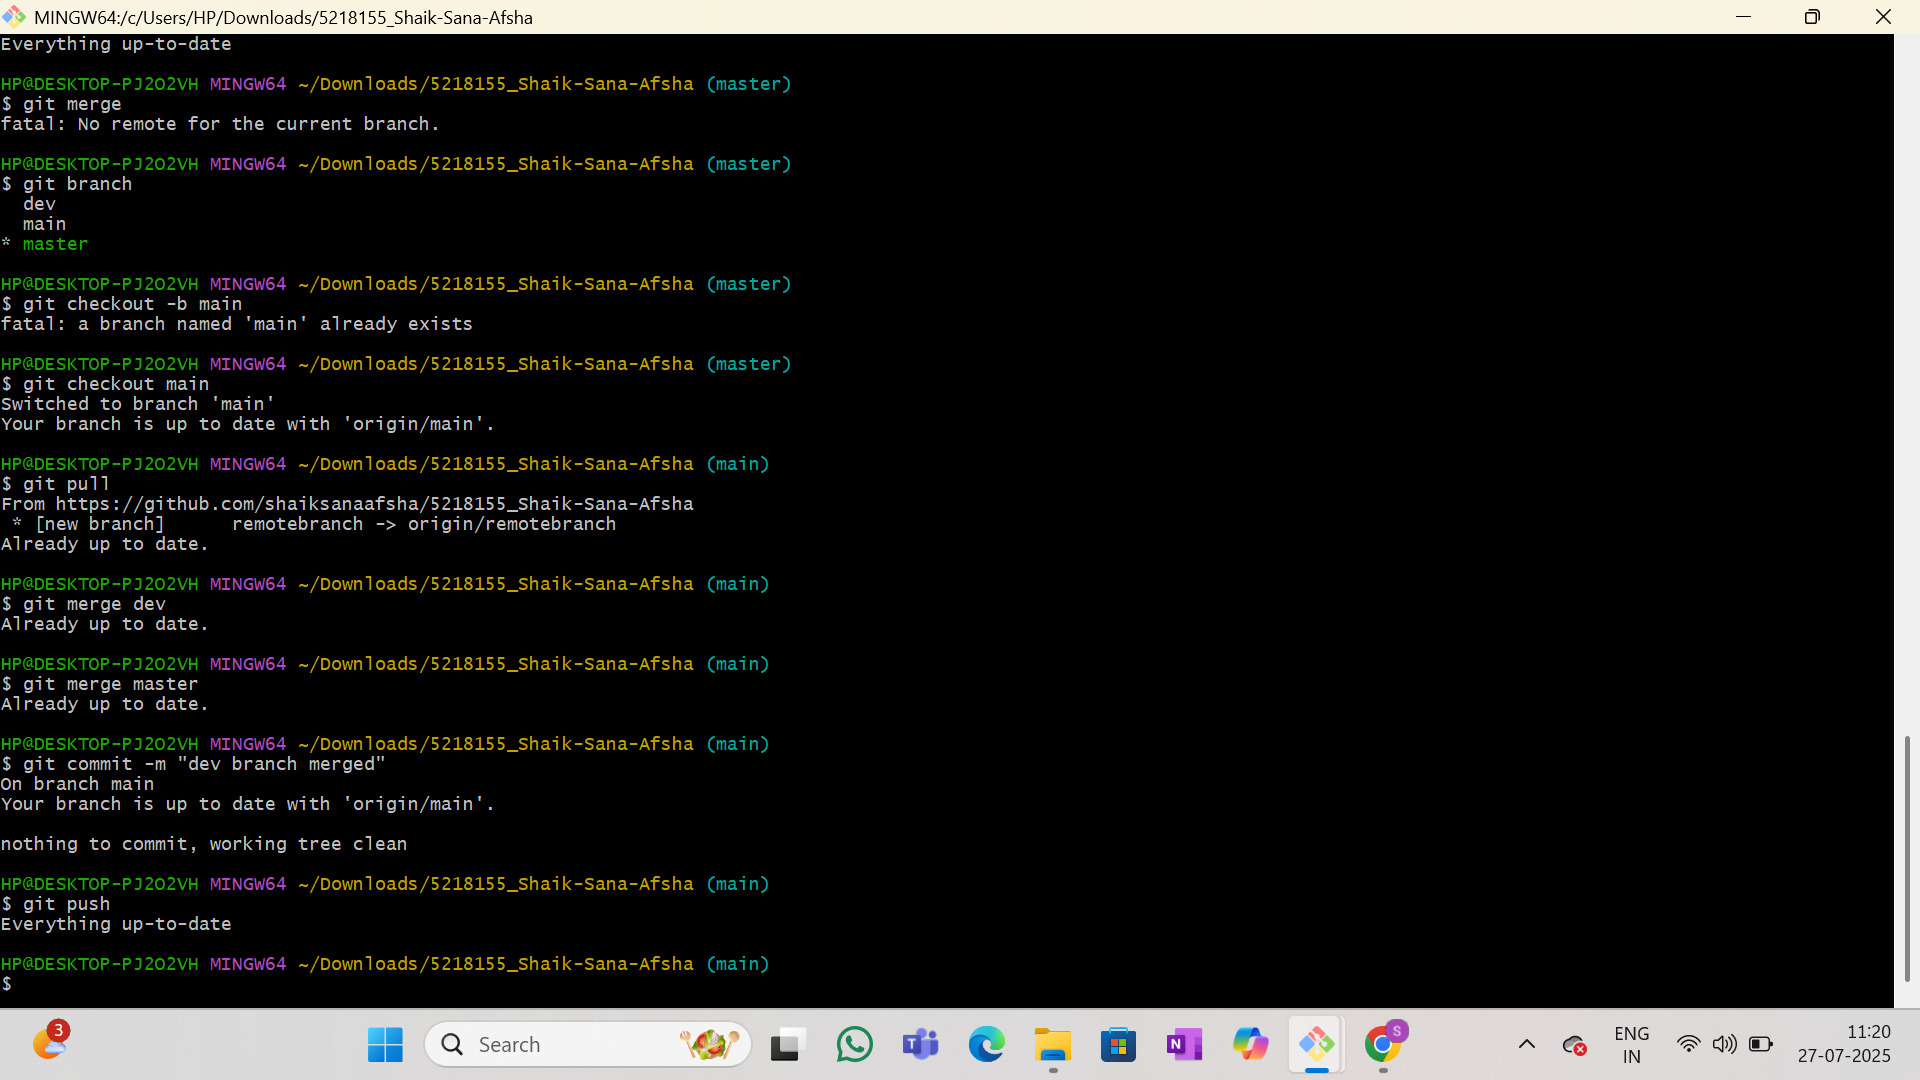 MINGW64:/c/Users/HP/Downloads/5218155_Shaik-Sana-Afsha
Everything up-to-date
HP@DESKTOP-PJ2O2VH MINGW64 ~/Downloads/5218155_Shaik-Sana-Afsha (master)
$ git merge
fatal: No remote for the current branch.
HP@DESKTOP-PJ2O2VH MINGW64 ~/Downloads/5218155_Shaik-Sana-Afsha (master)
$ git branch
dev
main
* master
HP@DESKTOP-PJ2O2VH MINGW64 ~/Downloads/5218155_Shaik-Sana-Afsha (master)
$ git checkout -b main
fatal: a branch named 'main' already exists
HP@DESKTOP-PJ2O2VH MINGW64 ~/Downloads/5218155_Shaik-Sana-Afsha (master)
$ git checkout main
Switched to branch 'main'
Your branch is up to date with 'origin/main'.
HP@DESKTOP-PJ2O2VH MINGW64 ~/Downloads/5218155_Shaik-Sana-Afsha (main)
$ git pull
From https://github.com/shaiksanaafsha/5218155_Shaik-Sana-Afsha
* [new branch]      remotebranch -> origin/remotebranch
Already up to date.
HP@DESKTOP-PJ2O2VH MINGW64 ~/Downloads/5218155_Shaik-Sana-Afsha (main)
$ git merge dev
Already up to date.
HP@DESKTOP-PJ2O2VH MINGW64 ~/Downloads/5218155_Shaik-Sana-Afsha (main)
$ git merge master
Already up to date.
HP@DESKTOP-PJ2O2VH MINGW64 ~/Downloads/5218155_Shaik-Sana-Afsha (main)
$ git commit -m "dev branch merged"
On branch main
Your branch is up to date with 'origin/main'.
nothing to commit, working tree clean
HP@DESKTOP-PJ2O2VH MINGW64 ~/Downloads/5218155_Shaik-Sana-Afsha (main)
$ git push
Everything up-to-date
HP@DESKTOP-PJ2O2VH MINGW64 ~/Downloads/5218155_Shaik-Sana-Afsha (main)
$
3
Search
T
N
S
ENG
IN
11:20
27-07-2025